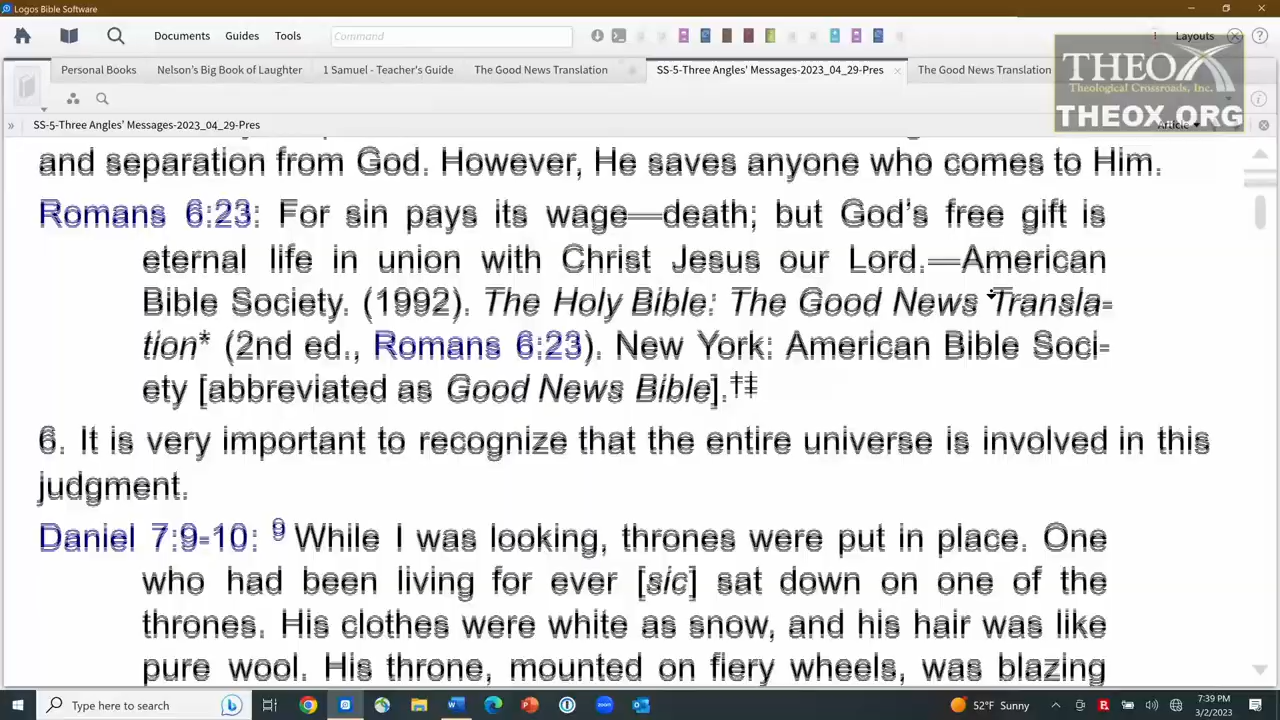 Logos Bible Software
Documents Guides Tools Command Layouts
THEOX
Theological Crossroads, Inc.
THEOX.ORG
Personal Books Nelson's Big Book of Laughter 1 Samuel - Teacher's Guide The Good News Translation SS-5-Three Angles' Messages-2023_04_29-Pres The Good News Translation
SS-5-Three Angles' Messages-2023_04_29-Pres
and separation from God. However, He saves anyone who comes to Him.
Romans 6:23: For sin pays its wage—death; but God's free gift is
eternal life in union with Christ Jesus our Lord.—American
Bible Society. (1992). The Holy Bible: The Good News Transla-
tion* (2nd ed., Romans 6:23). New York: American Bible Soci-
ety [abbreviated as Good News Bible].†‡
6. It is very important to recognize that the entire universe is involved in this
judgment.
Daniel 7:9-10: 9 While I was looking, thrones were put in place. One
who had been living for ever [sic] sat down on one of the
thrones. His clothes were white as snow, and his hair was like
pure wool. His throne, mounted on fiery wheels, was blazing
Type here to search
52°F Sunny
7:39 PM
3/2/2023